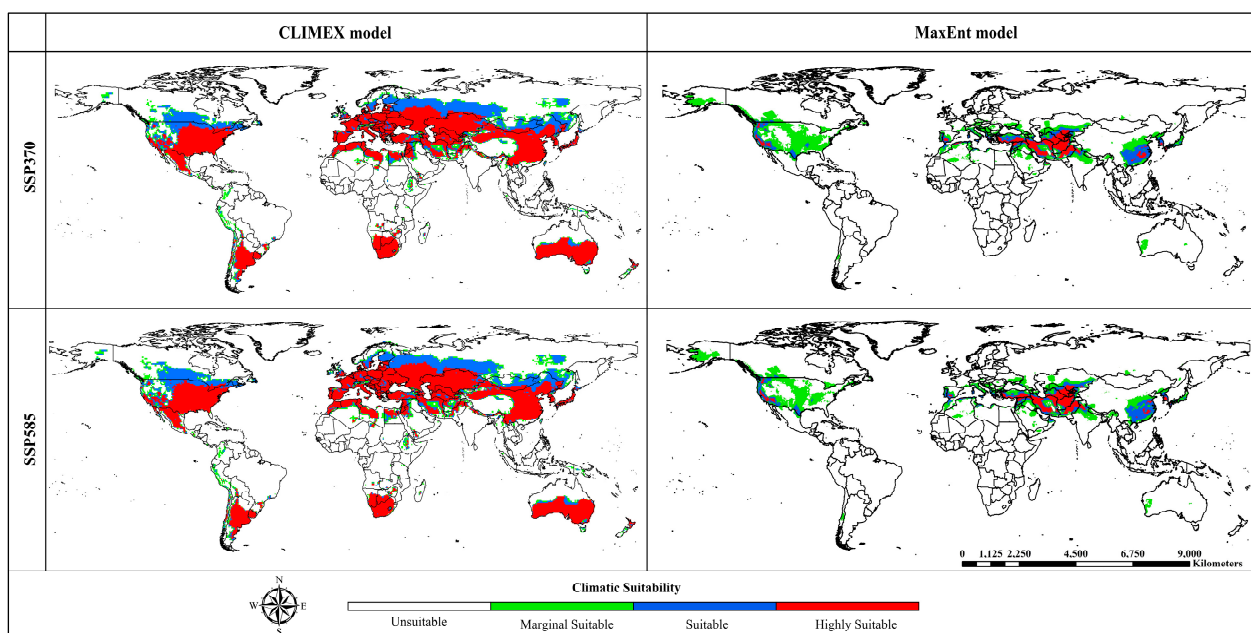 CLIMEX model
MaxEnt model
SSP370
SSP585
0 1,125 2,250 4,500 6,750 9,000
Kilometers
N
W E
S
Climatic Suitability
Unsuitable Marginal Suitable Suitable Highly Suitable